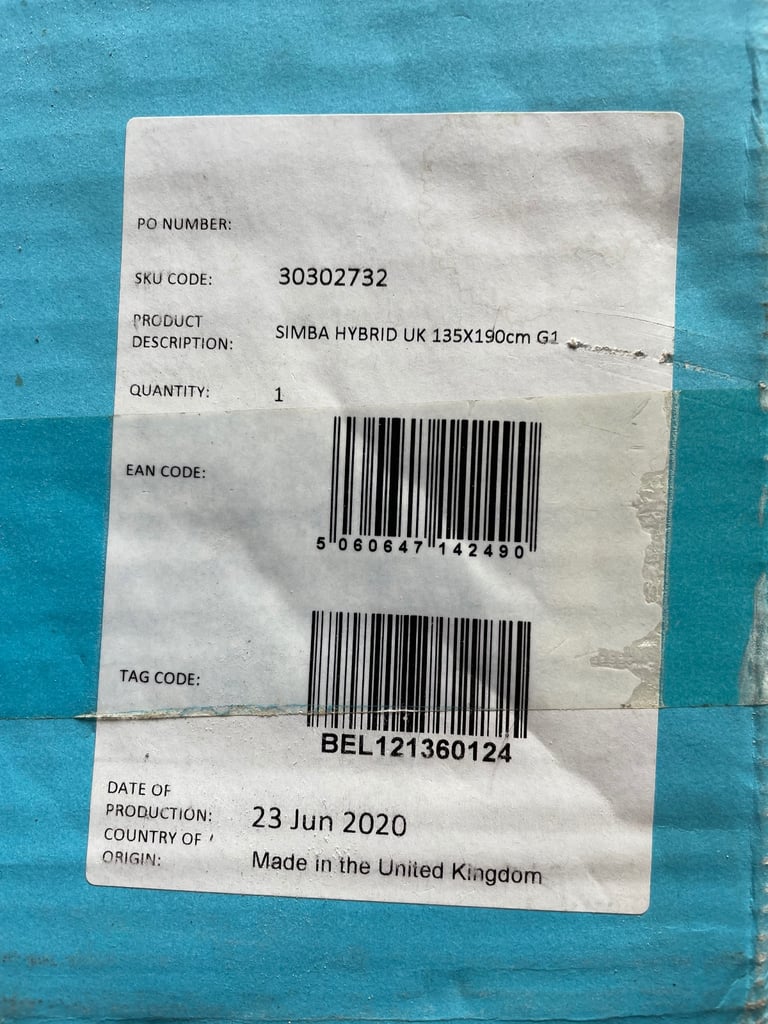 PO NUMBER:
SKU CODE: 30302732
PRODUCT
DESCRIPTION: SIMBA HYBRID UK 135X190cm G1
QUANTITY: 1
EAN CODE:
5 060647 142490
TAG CODE:
BEL121360124
DATE OF
PRODUCTION: 23 Jun 2020
COUNTRY OF
ORIGIN: Made in the United Kingdom